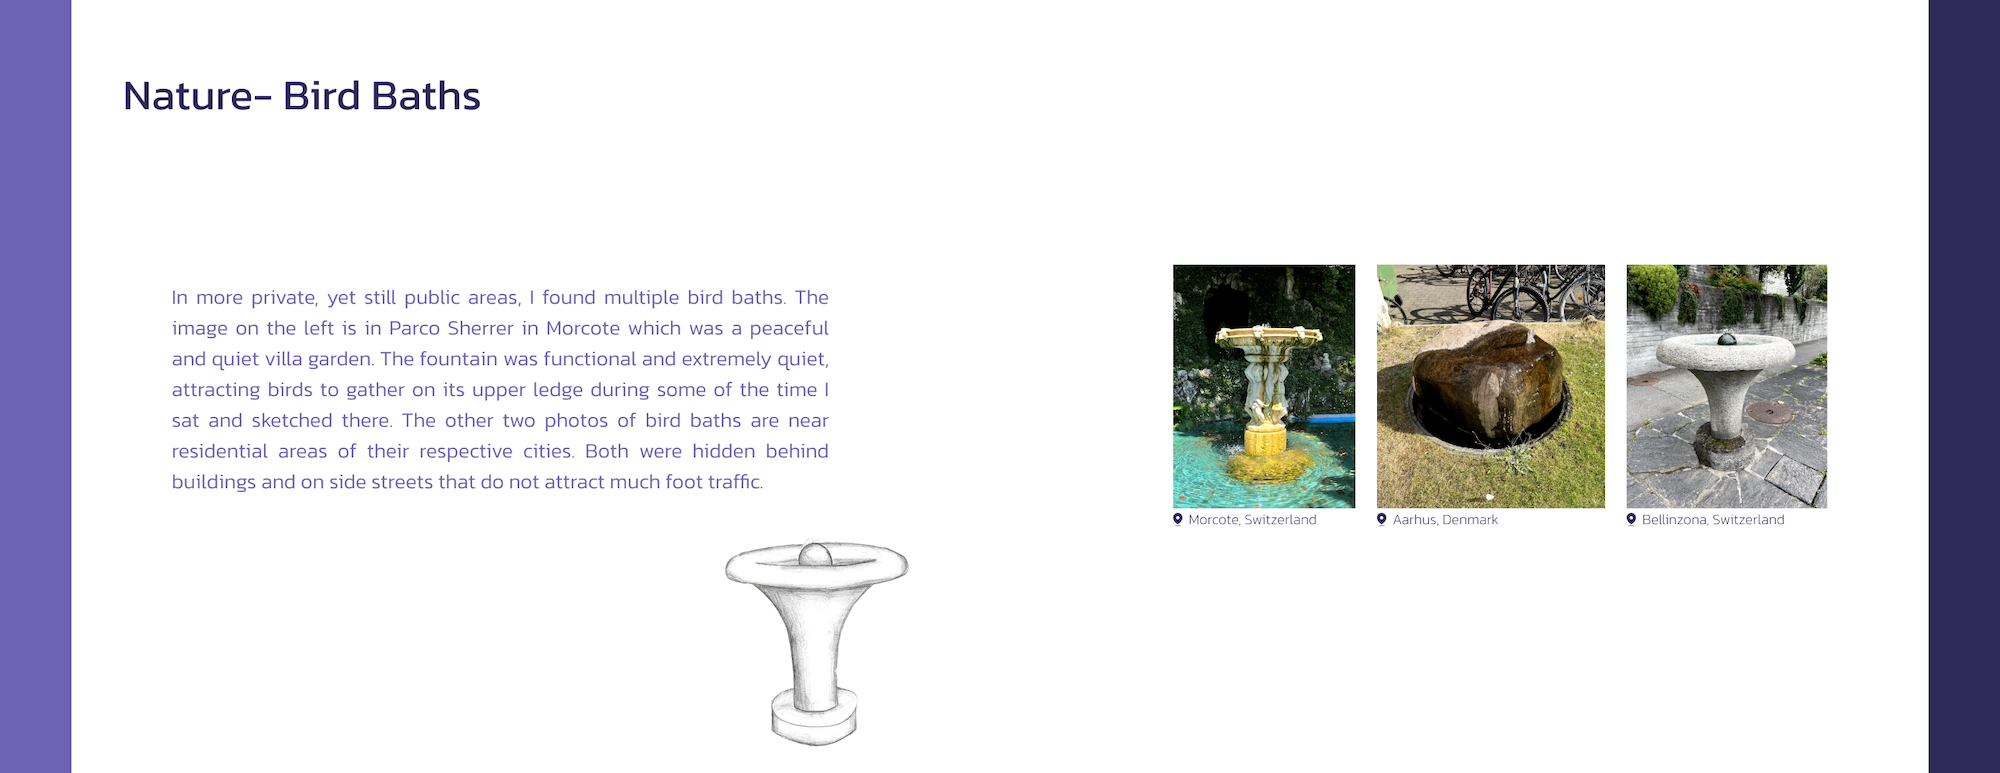 Nature- Bird Baths
In more private, yet still public areas, I found multiple bird baths. The
image on the left is in Parco Sherrer in Morcote which was a peaceful
and quiet villa garden. The fountain was functional and extremely quiet,
attracting birds to gather on its upper ledge during some of the time I
sat and sketched there. The other two photos of bird baths are near
residential areas of their respective cities. Both were hidden behind
buildings and on side streets that do not attract much foot traffic.
Morcote, Switzerland
Aarhus, Denmark
Bellinzona, Switzerland